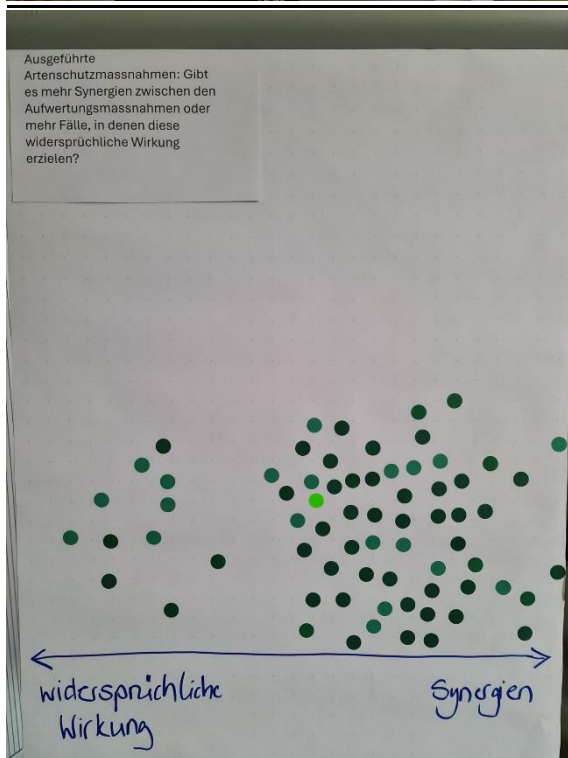 Ausgeführte
Artenschutzmassnahmen: Gibt
es mehr Synergien zwischen den
Aufwertungsmassnahmen oder
mehr Fälle, in denen diese
widersprüchliche Wirkung
erzielen?
widersprüchliche
Wirkung
Synergien